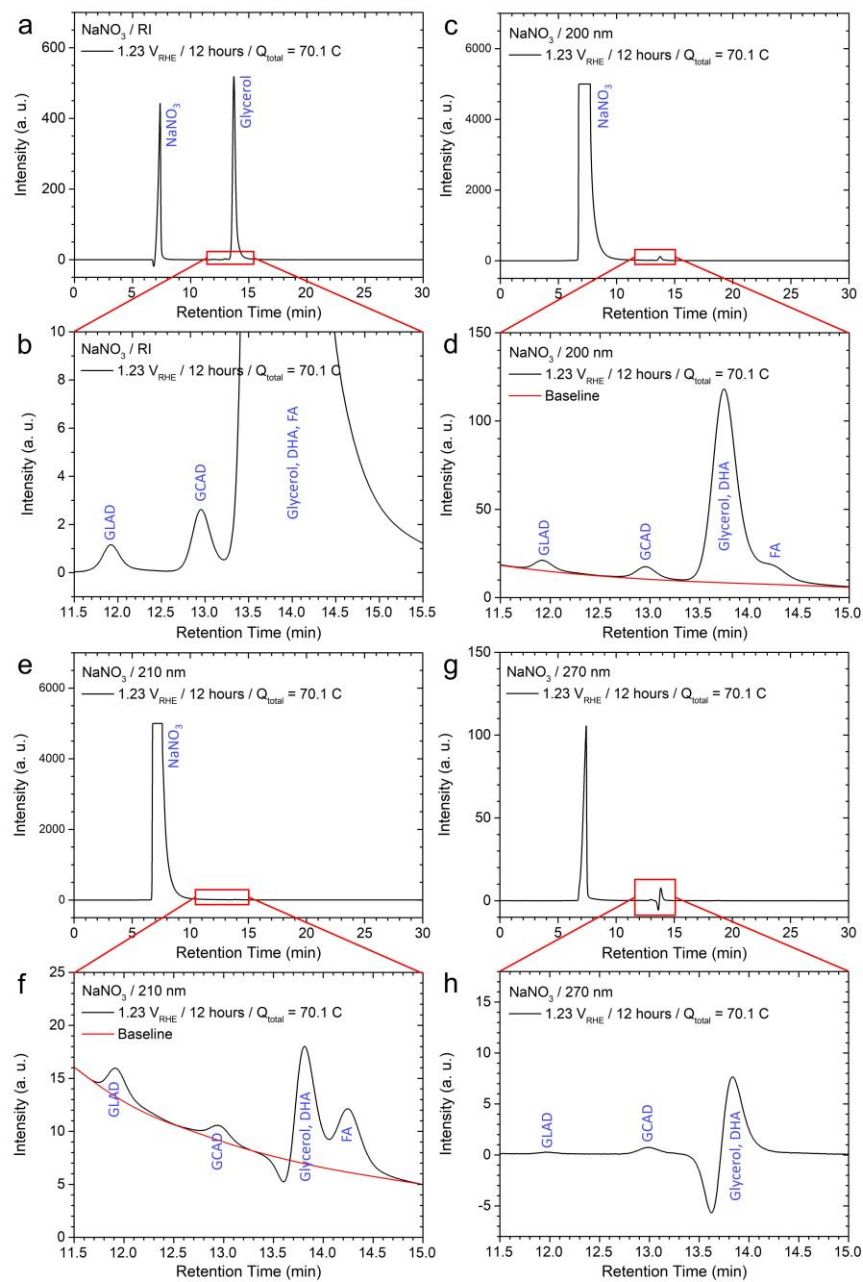 a
NaNO3 / RI
1.23 VRHE / 12 hours / Qtotal = 70.1 C
NaNO3
Glycerol
600
400
200
0
Intensity (a. u.)
0 5 10 15 20 25 30
Retention Time (min)
c
NaNO3 / 200 nm
1.23 VRHE / 12 hours / Qtotal = 70.1 C
NaNO3
6000
4000
2000
0
Intensity (a. u.)
0 5 10 15 20 25 30
Retention Time (min)
b
NaNO3 / RI
1.23 VRHE / 12 hours / Qtotal = 70.1 C
GLAD
GCAD
Glycerol, DHA, FA
10
8
6
4
2
0
Intensity (a. u.)
11.5 12.0 12.5 13.0 13.5 14.0 14.5 15.0 15.5
Retention Time (min)
d
NaNO3 / 200 nm
1.23 VRHE / 12 hours / Qtotal = 70.1 C
Baseline
GLAD
GCAD
Glycerol, DHA
FA
150
100
50
0
Intensity (a. u.)
11.5 12.0 12.5 13.0 13.5 14.0 14.5 15.0
Retention Time (min)
e
NaNO3 / 210 nm
1.23 VRHE / 12 hours / Qtotal = 70.1 C
NaNO3
6000
4000
2000
0
Intensity (a. u.)
0 5 10 15 20 25 30
Retention Time (min)
g
NaNO3 / 270 nm
1.23 VRHE / 12 hours / Qtotal = 70.1 C
150
100
50
0
Intensity (a. u.)
0 5 10 15 20 25 30
Retention Time (min)
f
NaNO3 / 210 nm
1.23 VRHE / 12 hours / Qtotal = 70.1 C
Baseline
GLAD
GCAD
Glycerol, DHA
FA
25
20
15
10
5
0
Intensity (a. u.)
11.5 12.0 12.5 13.0 13.5 14.0 14.5 15.0
Retention Time (min)
h
NaNO3 / 270 nm
1.23 VRHE / 12 hours / Qtotal = 70.1 C
GLAD
GCAD
Glycerol, DHA
15
10
5
0
-5
Intensity (a. u.)
11.5 12.0 12.5 13.0 13.5 14.0 14.5 15.0
Retention Time (min)